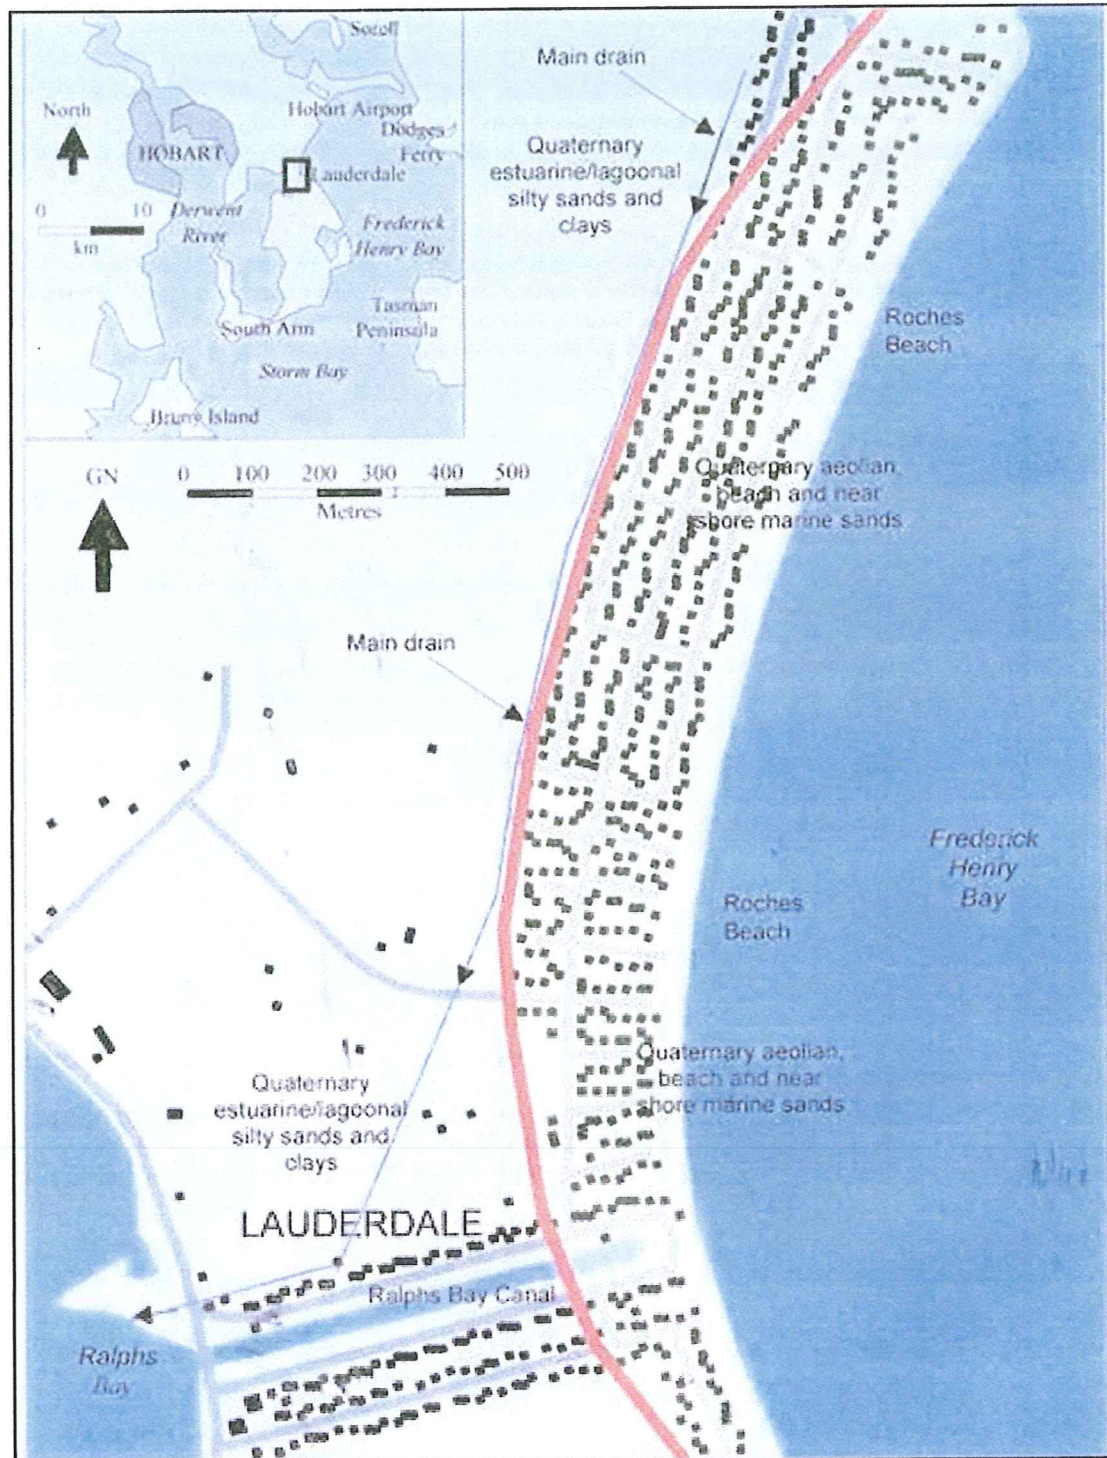 Sorell
North
Hobart Airport
Dodges
Ferry
HOBART
Lauderdale
0 10
km
Derwent
River
Frederick
Henry Bay
Tasman
Peninsula
South Arm
Storm Bay
Bruny Island
Main drain
Quaternary
estuarine/lagoonal
silty sands and
clays
Roches
Beach
GN
0 100 200 300 400 500
Metres
Quaternary aeolian,
beach and near
shore marine sands
Main drain
Frederick
Henry
Bay
Roches
Beach
Quaternary aeolian,
beach and near
shore marine sands
Quaternary
estuarine/lagoonal
silty sands and
clays
LAUDERDALE
Ralphs Bay Canal
Ralphs
Bay